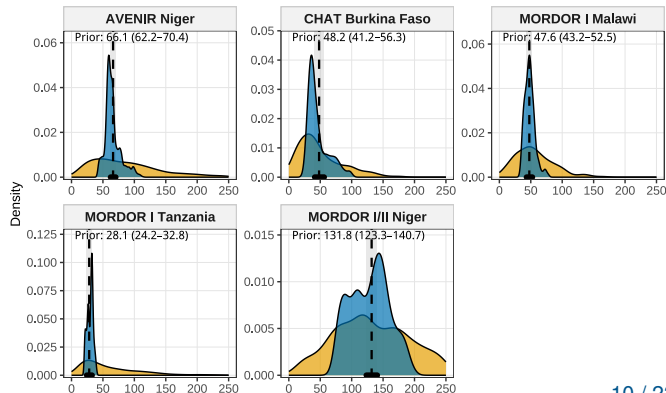 AVENIR Niger
Prior: 66.1 (62.2–70.4)
0.06
0.04
0.02
0.00
0 50 100 150 200 250
CHAT Burkina Faso
Prior: 48.2 (41.2–56.3)
0.05
0.04
0.03
0.02
0.01
0.00
0 50 100 150 200 250
MORDOR I Malawi
Prior: 47.6 (43.2–52.5)
0.06
0.04
0.02
0.00
0 50 100 150 200 250
Density
MORDOR I Tanzania
Prior: 28.1 (24.2–32.8)
0.125
0.100
0.075
0.050
0.025
0.000
0 50 100 150 200 250
MORDOR I/II Niger
Prior: 131.8 (123.3–140.7)
0.015
0.010
0.005
0.000
0 50 100 150 200 250